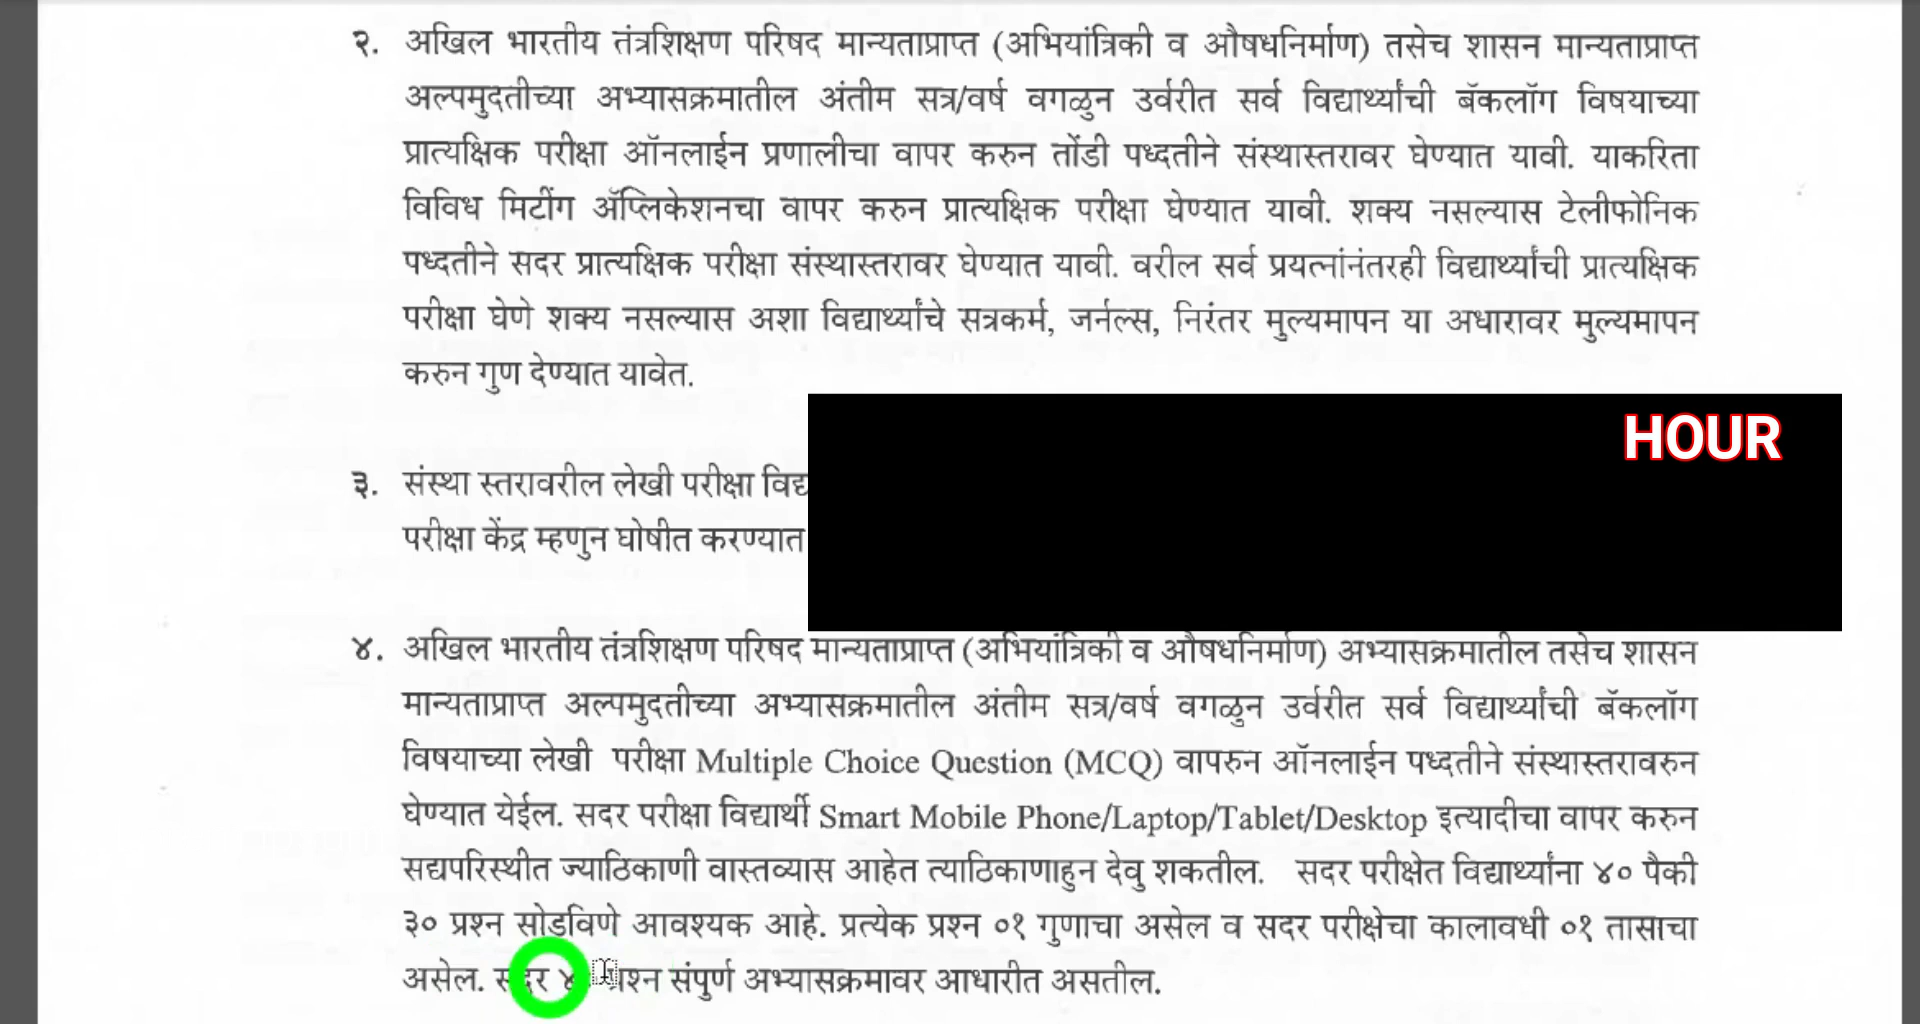 २. अखिल भारतीय तंत्रशिक्षण परिषद मान्यताप्राप्त (अभियांत्रिकी व औषधनिर्माण) तसेच शासन मान्यताप्राप्त
अल्पमुदतीच्या अभ्यासक्रमातील अंतीम सत्र/वर्ष वगळुन उर्वरीत सर्व विद्यार्थ्यांची बॅकलॉग विषयाच्या
प्रात्यक्षिक परीक्षा ऑनलाईन प्रणालीचा वापर करुन तोंडी पध्दतीने संस्थास्तरावर घेण्यात यावी. याकरिता
विविध मिटींग ॲप्लिकेशनचा वापर करुन प्रात्यक्षिक परीक्षा घेण्यात यावी. शक्य नसल्यास टेलीफोनिक
पध्दतीने सदर प्रात्यक्षिक परीक्षा संस्थास्तरावर घेण्यात यावी. वरील सर्व प्रयत्नांनंतरही विद्यार्थ्यांची प्रात्यक्षिक
परीक्षा घेणे शक्य नसल्यास अशा विद्यार्थ्यांचे सत्रकर्म, जर्नल्स, निरंतर मुल्यमापन या अधारावर मुल्यमापन
करुन गुण देण्यात यावेत.
HOUR
३. संस्था स्तरावरील लेखी परीक्षा
परीक्षा केंद्र म्हणुन घोषीत करण्यात
४. अखिल भारतीय तंत्रशिक्षण परिषद मान्यताप्राप्त (अभियांत्रिकी व औषधनिर्माण) अभ्यासक्रमातील तसेच शासन
मान्यताप्राप्त अल्पमुदतीच्या अभ्यासक्रमातील अंतीम सत्र/वर्ष वगळुन उर्वरीत सर्व विद्यार्थ्यांची बॅकलॉग
विषयाच्या लेखी परीक्षा Multiple Choice Question (MCQ) वापरुन ऑनलाईन पध्दतीने संस्थास्तरावरुन
घेण्यात येईल. सदर परीक्षा विद्यार्थी Smart Mobile Phone/Laptop/Tablet/Desktop इत्यादीचा वापर करुन
सद्यपरिस्थीत ज्याठिकाणी वास्तव्यास आहेत त्याठिकाणाहुन देवु शकतील. सदर परीक्षेत विद्यार्थ्यांना ४० पैकी
३० प्रश्न सोडविणे आवश्यक आहे. प्रत्येक प्रश्न ०१ गुणाचा असेल व सदर परीक्षेचा कालावधी ०१ तासाचा
असेल. सदर प्रश्न संपुर्ण अभ्यासक्रमावर आधारीत असतील.